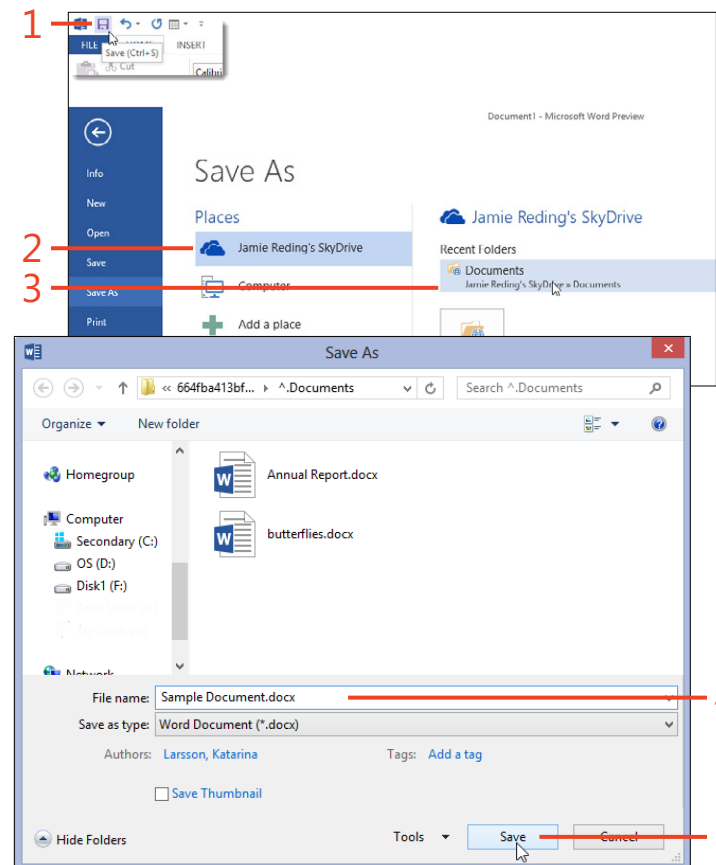 1
FILE
INSERT
Save (Ctrl+S)
Cut
Calibri
Document1 - Microsoft Word Preview
Info
New
Open
Save
Save As
Print
Save As
Places
Jamie Reding's SkyDrive
Computer
Add a place
2
3
Jamie Reding's SkyDrive
Recent Folders
Documents
Jamie Reding's SkyDrive » Documents
Save As
« 664fba413bf... ^.Documents
Search ^.Documents
Organize
New folder
Homegroup
Computer
Secondary (C:)
OS (D:)
Disk1 (F:)
Network
Annual Report.docx
butterflies.docx
File name: Sample Document.docx
Save as type: Word Document (*.docx)
Authors: Larsson, Katarina
Tags: Add a tag
Save Thumbnail
Hide Folders
Tools
Save
Cancel